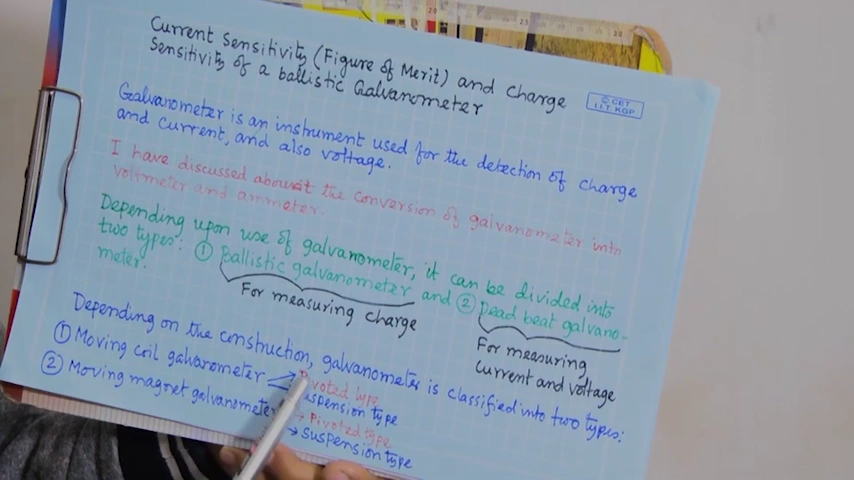 Current Sensitivity (Figure of Merit) and Charge
Sensitivity of a ballistic Galvanometer
© CET
I.I.T. KGP
Galvanometer is an instrument used for the detection of charge
and current, and also voltage.
I have discussed about the conversion of galvanometer into
voltmeter and ammeter.
Depending upon use of galvanometer, it can be divided into
two types: ① Ballistic galvanometer and ② Dead beat galvano-
meter.
For measuring charge
For measuring
current and voltage
Depending on the construction, galvanometer is classified into two types:
① Moving coil galvanometer → Pivoted type
Suspension type
② Moving magnet galvanometer → Pivoted type
→ Suspension type